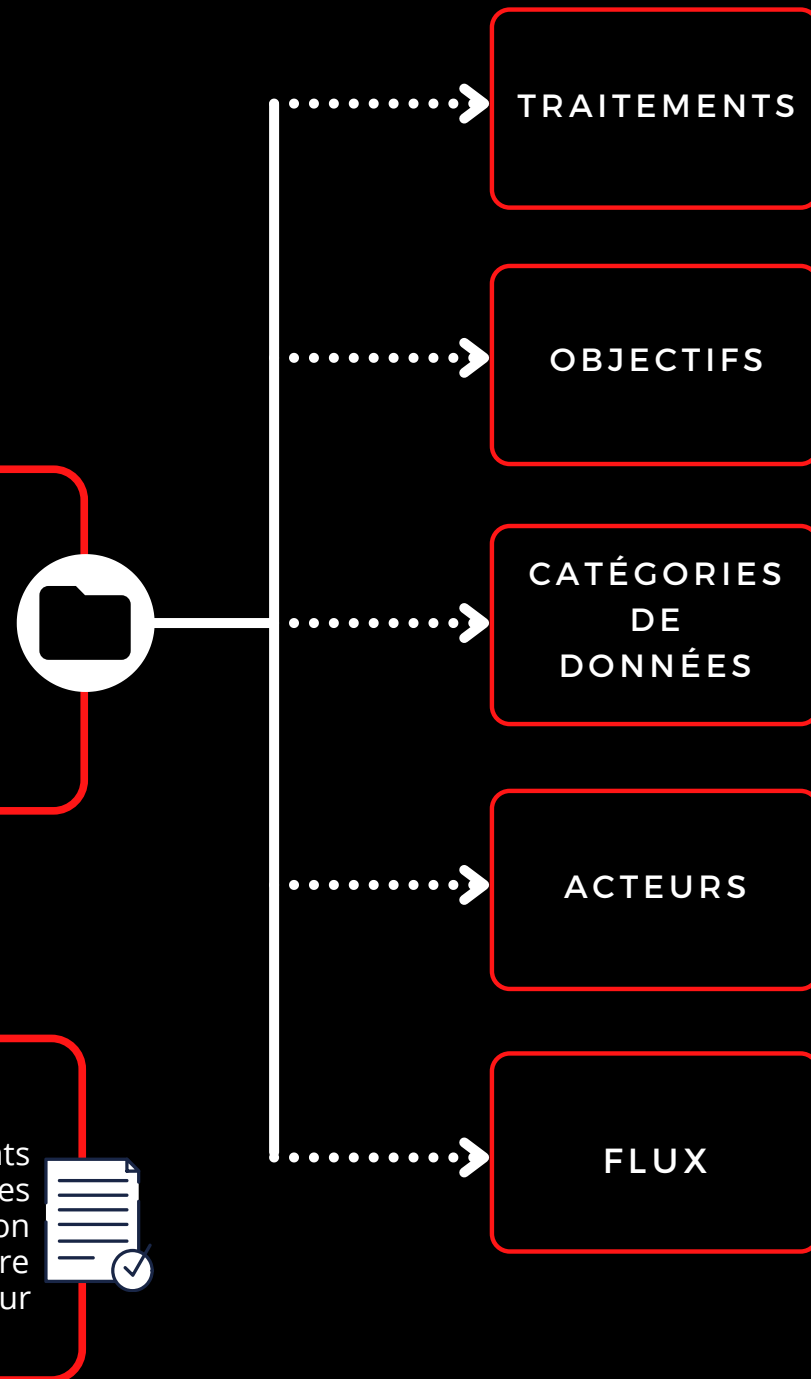 TRAITEMENTS
OBJECTIFS
CATÉGORIES
DE
DONNÉES
ACTEURS
FLUX